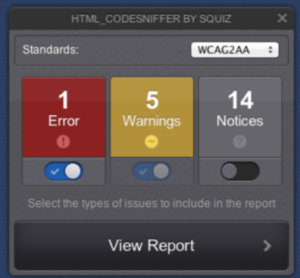 HTML_CODESNIFFER BY SQUIZ
Standards: WCAG2AA
1 5 14
Error Warnings Notices
Select the types of issues to include in the report
View Report